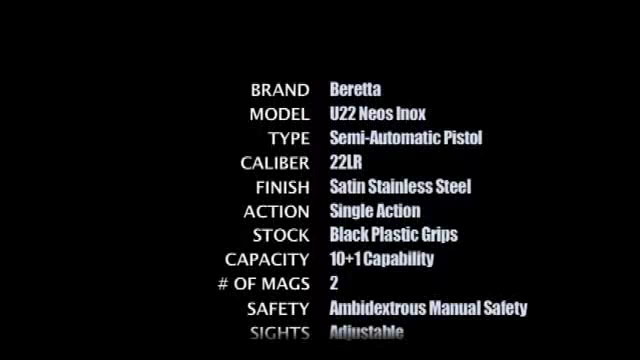 BRAND Beretta
MODEL U22 Neos Inox
TYPE Semi-Automatic Pistol
CALIBER 22LR
FINISH Satin Stainless Steel
ACTION Single Action
STOCK Black Plastic Grips
CAPACITY 10+1 Capability
# OF MAGS 2
SAFETY Ambidextrous Manual Safety
SIGHTS Adjustable